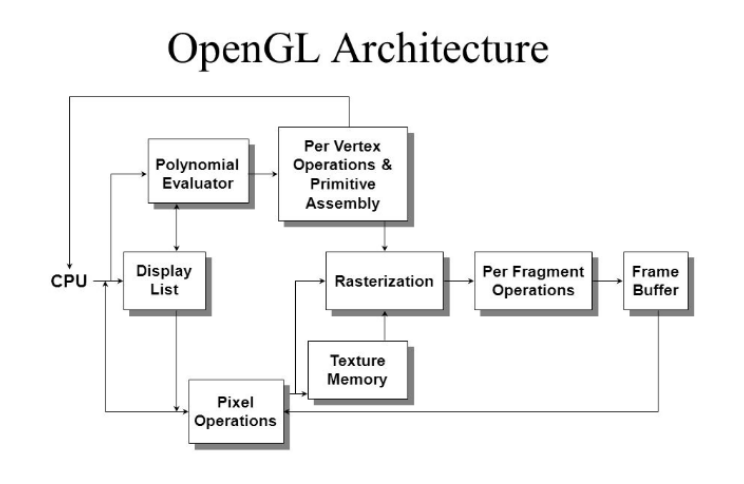 OpenGL Architecture
Per Vertex
Operations &
Primitive
Assembly
Polynomial
Evaluator
CPU
Display
List
Rasterization
Per Fragment
Operations
Frame
Buffer
Texture
Memory
Pixel
Operations